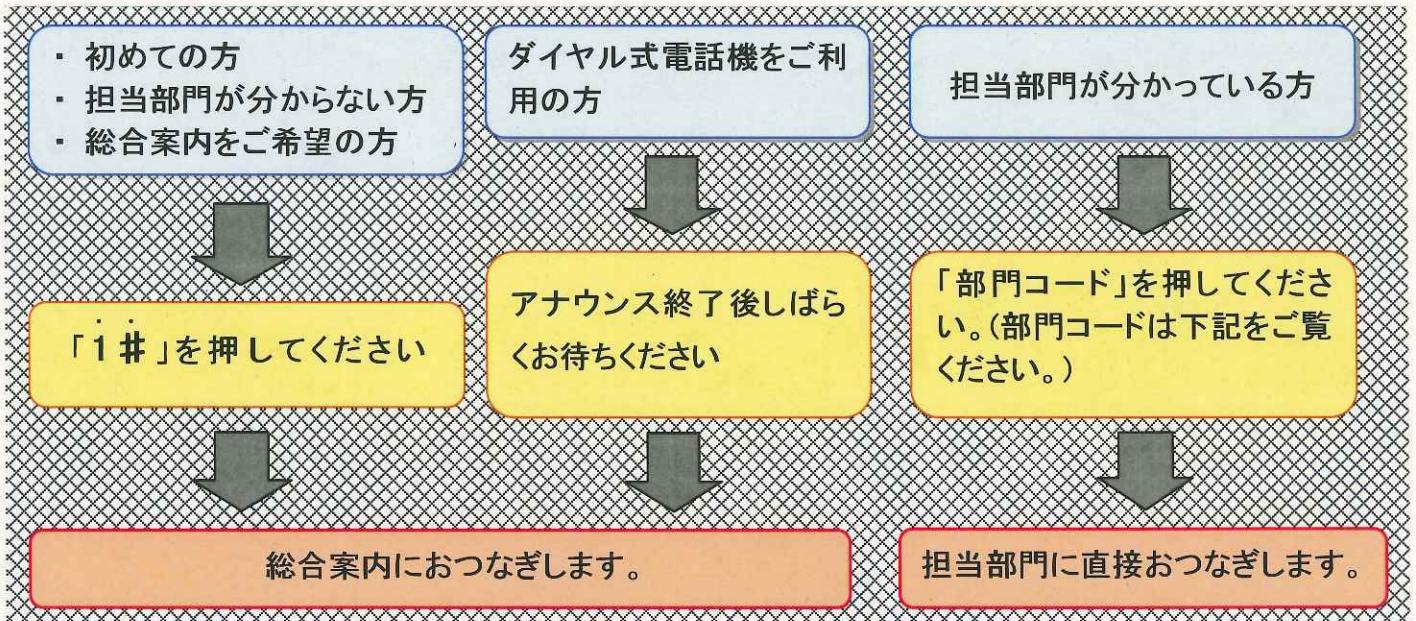 ・ 初めての方
・ 担当部門が分からない方
・ 総合案内をご希望の方
ダイヤル式電話機をご利
用の方
担当部門が分かっている方
「1#」を押してください
アナウンス終了後しばら
くお待ちください
「部門コード」を押してくださ
い。(部門コードは下記をご覧
ください。)
総合案内におつなぎします。
担当部門に直接おつなぎします。